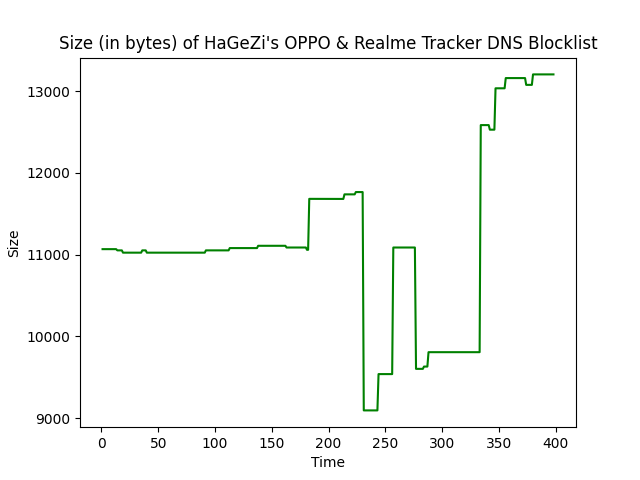 Size (in bytes) of HaGeZi's OPPO & Realme Tracker DNS Blocklist
13000
12000
11000
10000
9000
Size
0 50 100 150 200 250 300 350 400
Time